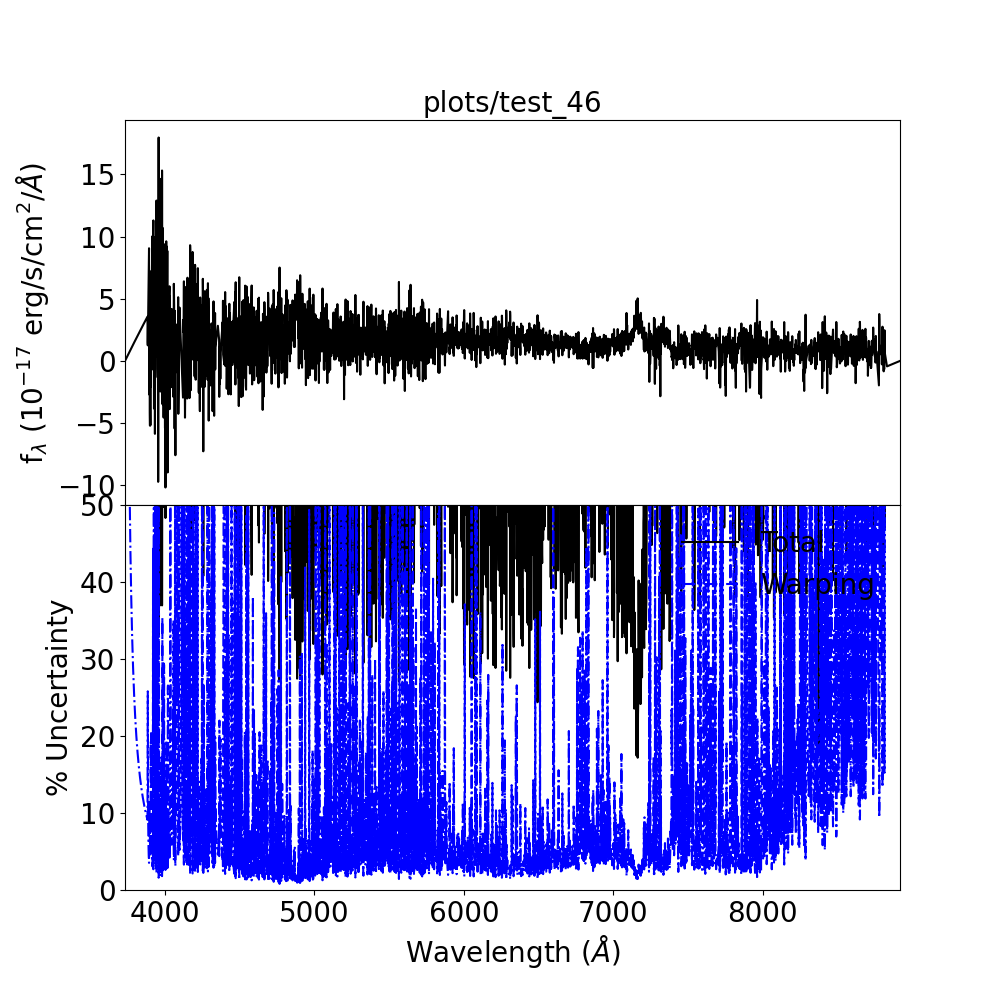 plots/test_46
15
10
5
0
−5
−10
f_λ (10^−17 erg/s/cm^2/Å)
50
40
30
20
10
0
% Uncertainty
Total
Warping
4000 5000 6000 7000 8000
Wavelength (Å)